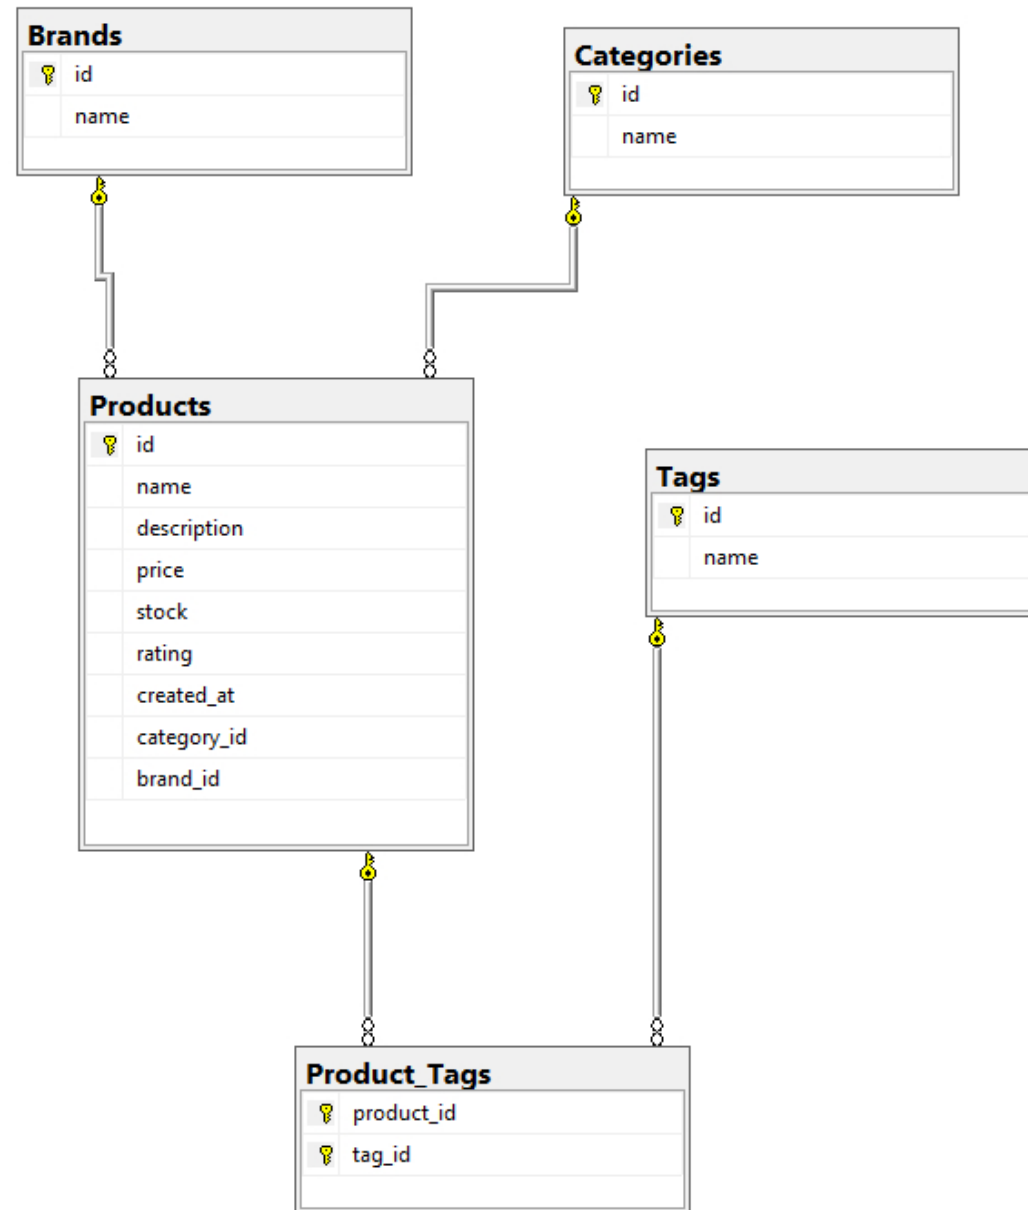 Brands
id
name
Categories
id
name
Products
id
name
description
price
stock
rating
created_at
category_id
brand_id
Tags
id
name
Product_Tags
product_id
tag_id